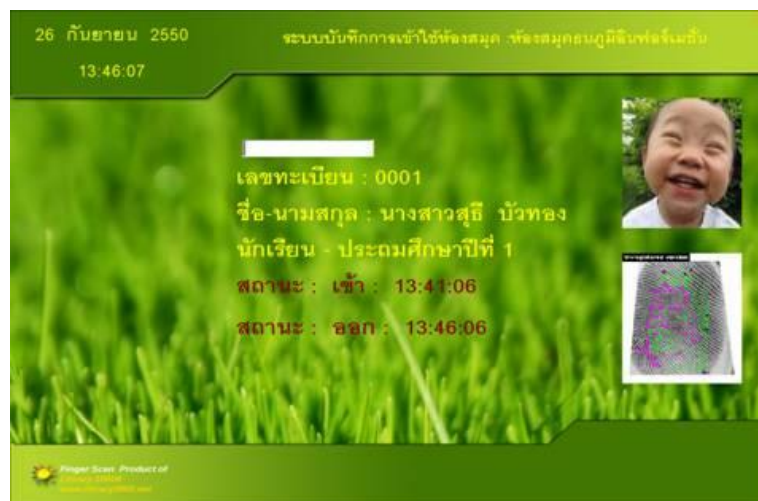 26 กันยายน 2550
13:46:07
ระบบบันทึกการเข้าใช้ห้องสมุด :ห้องสมุดธนภูมิอินฟอร์เมชั่น
เลขทะเบียน : 0001
ชื่อ-นามสกุล : นางสาวสุธี บัวทอง
นักเรียน - ประถมศึกษาปีที่ 1
สถานะ : เข้า : 13:41:06
สถานะ : ออก : 13:46:06
Unregistered version
Finger Scan Product of